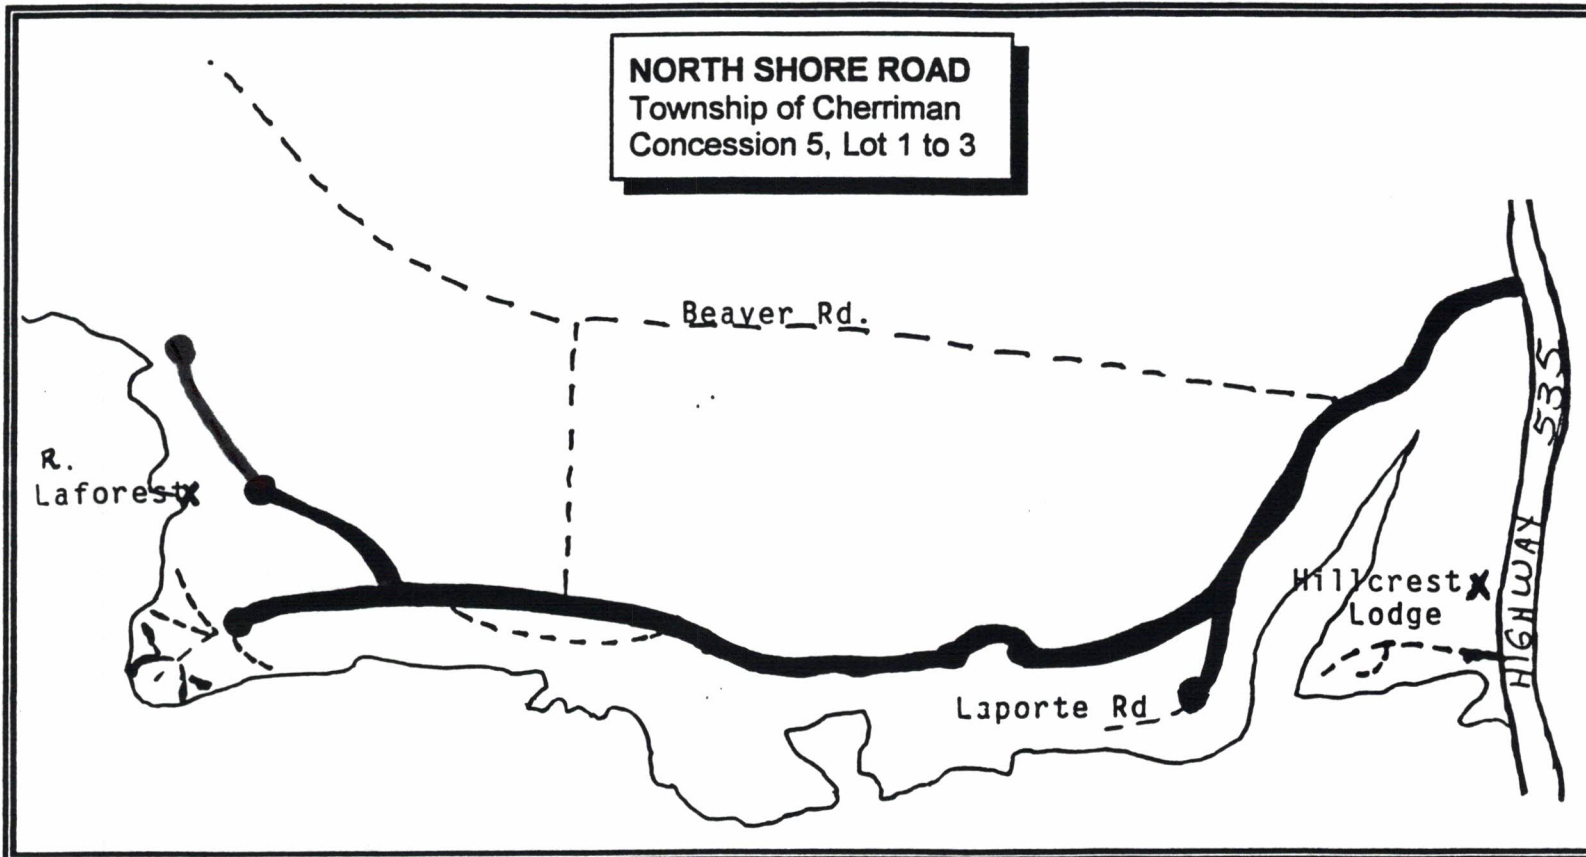 NORTH SHORE ROAD
Township of Cherriman
Concession 5, Lot 1 to 3
Beaver Rd.
R.
Laforest
Hillcrest
Lodge
Laporte Rd
HIGHWAY 535